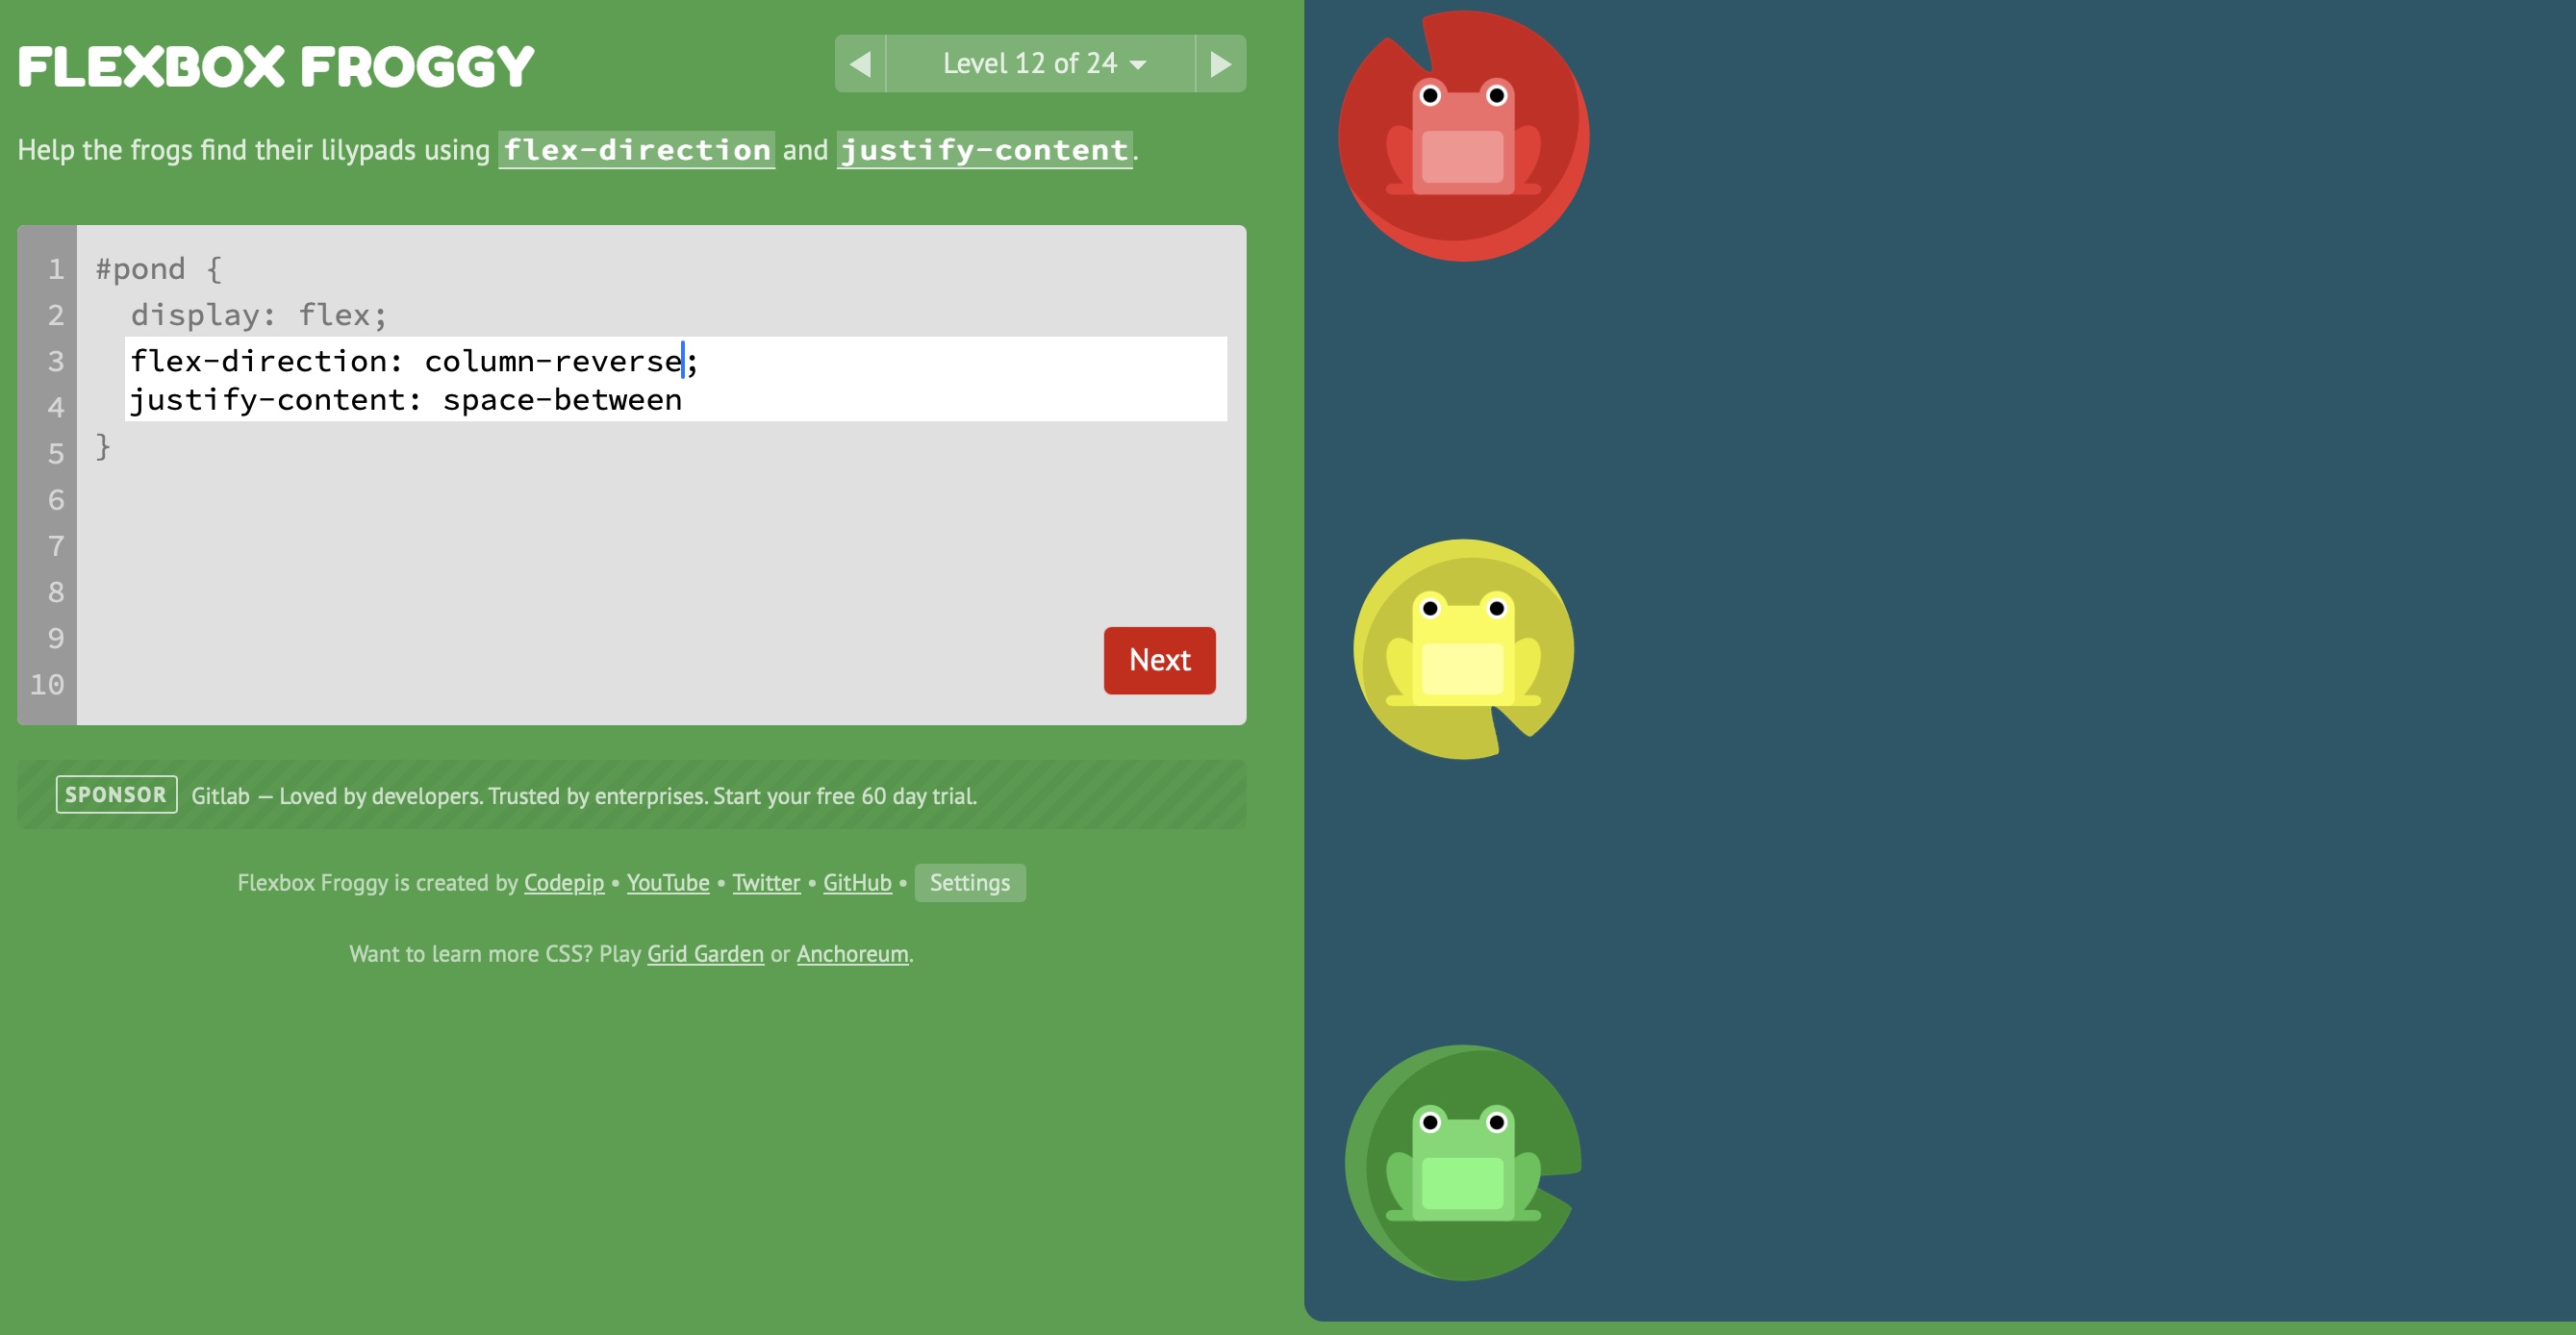 FLEXBOX FROGGY
Level 12 of 24
Help the frogs find their lilypads using flex-direction and justify-content.
1 #pond {
2 display: flex;
3 flex-direction: column-reverse;
4 justify-content: space-between
5 }
6
7
8
9
10
Next
SPONSOR Gitlab — Loved by developers. Trusted by enterprises. Start your free 60 day trial.
Flexbox Froggy is created by Codepip • YouTube • Twitter • GitHub • Settings
Want to learn more CSS? Play Grid Garden or Anchoreum.